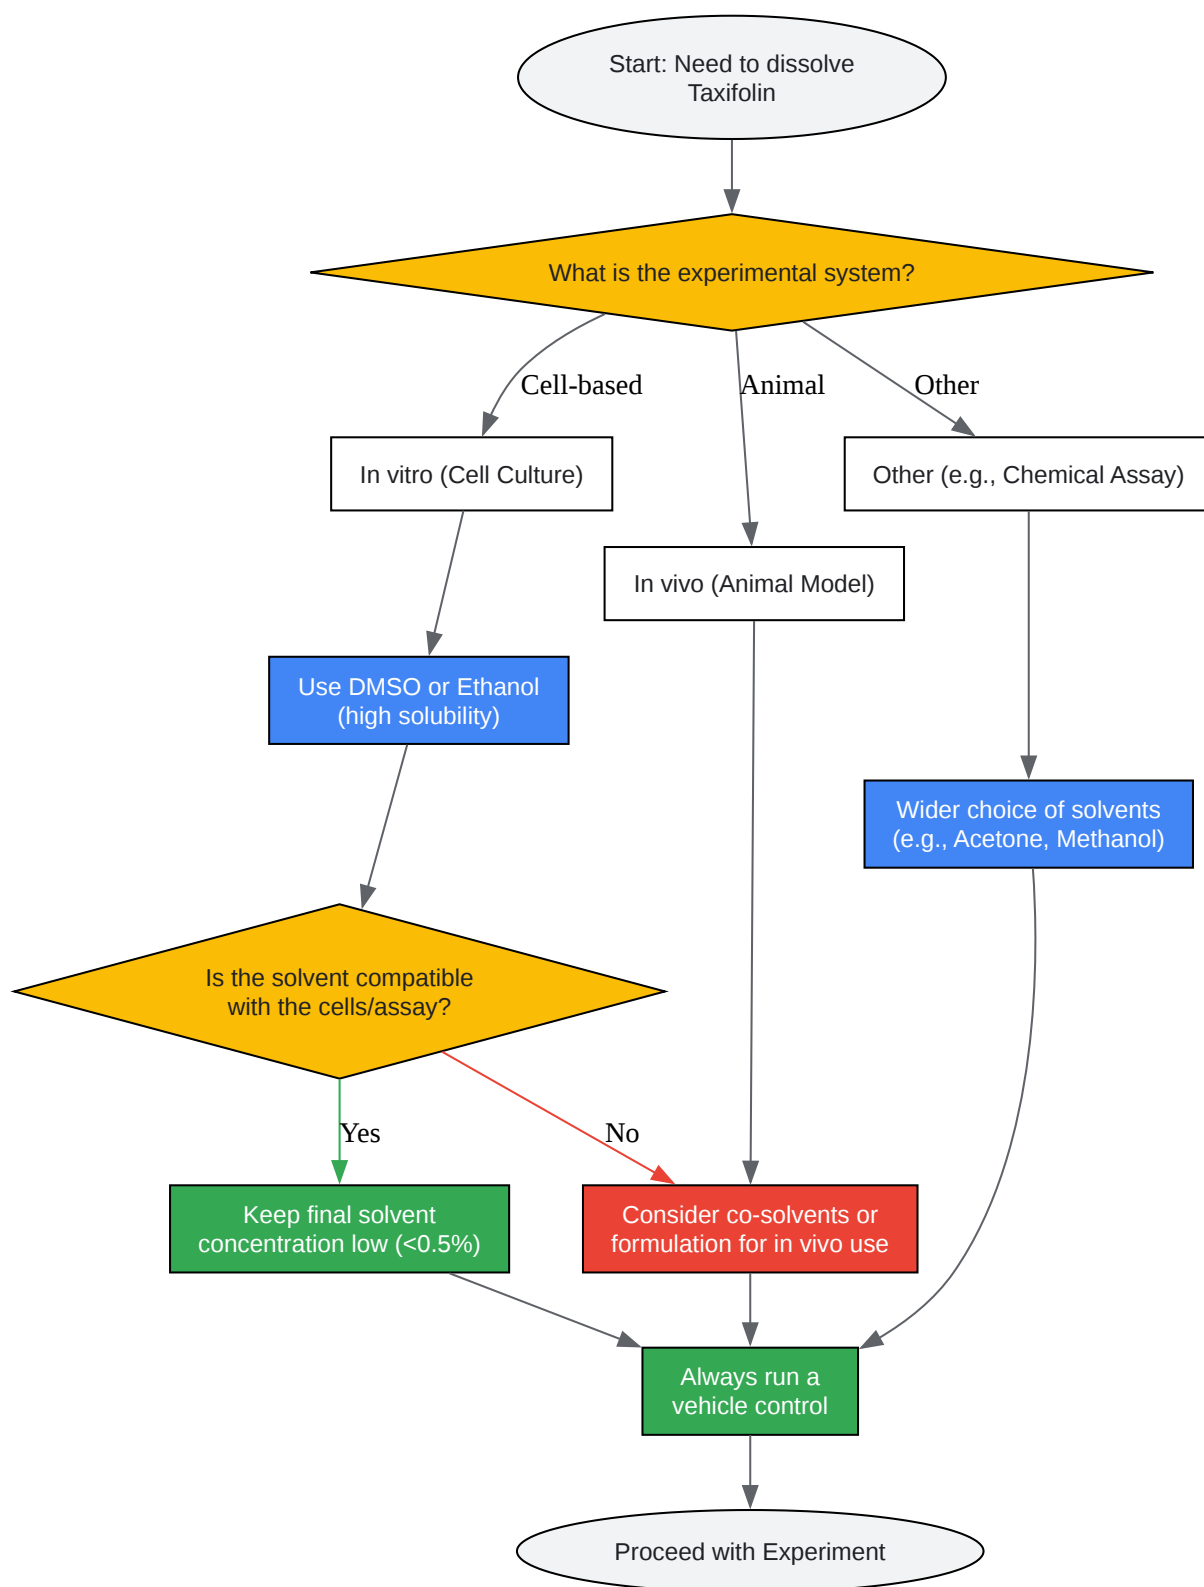 Start: Need to dissolve
Taxifolin
What is the experimental system?
Cell-based
Animal
Other
In vitro (Cell Culture)
Other (e.g., Chemical Assay)
In vivo (Animal Model)
Use DMSO or Ethanol
(high solubility)
Wider choice of solvents
(e.g., Acetone, Methanol)
Is the solvent compatible
with the cells/assay?
Yes
No
Keep final solvent
concentration low (<0.5%)
Consider co-solvents or
formulation for in vivo use
Always run a
vehicle control
Proceed with Experiment